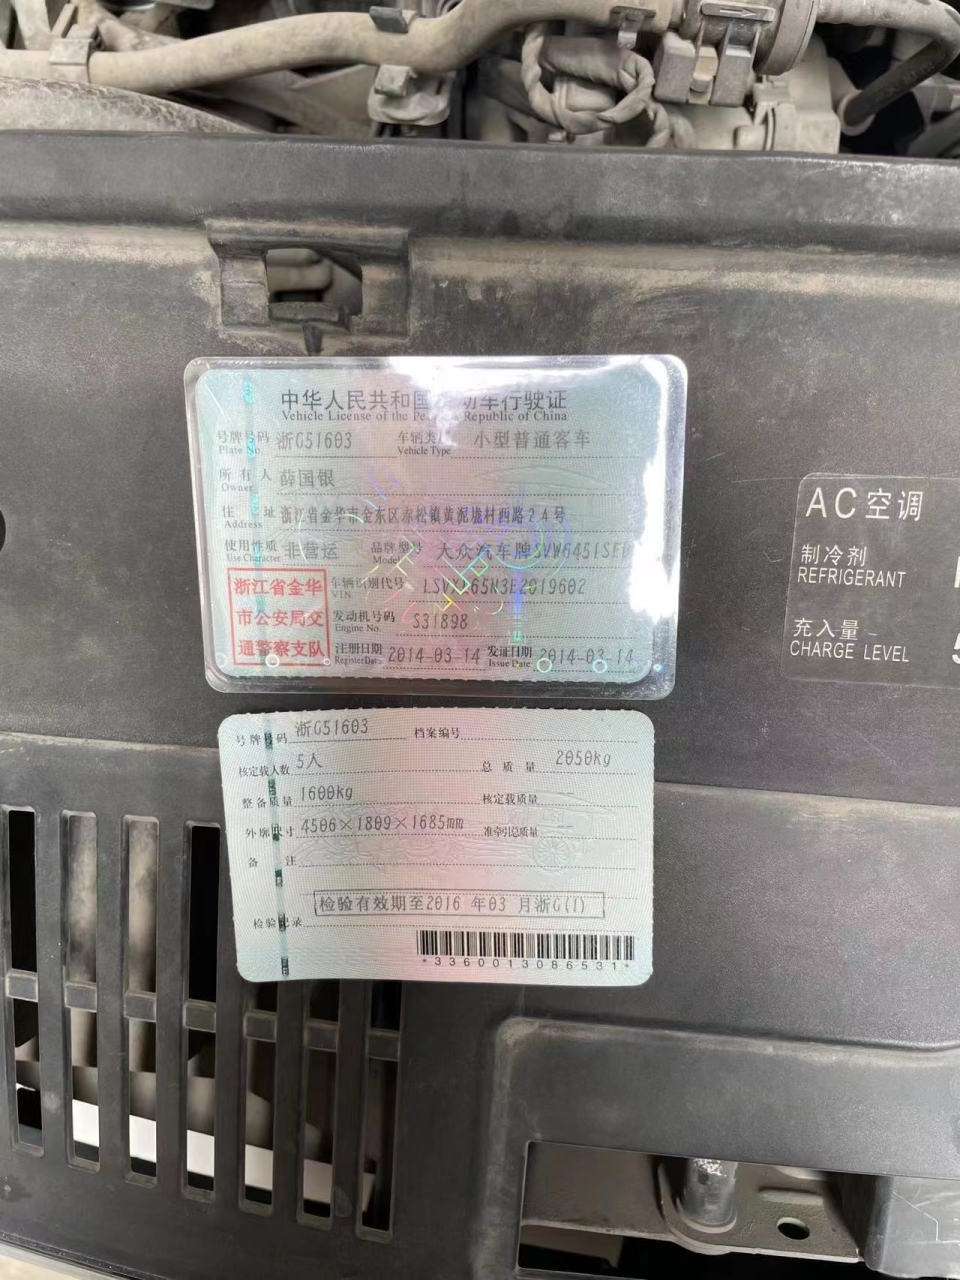 中华人民共和国 动车行驶证
Vehicle License of the People's Republic of China
号牌号码 浙G51603 车辆类型 小型普通客车
Plate No. Vehicle Type
所有人 薛国银
Owner
住址 浙江省金华市金东区赤松镇黄泥垅村西路24号
Address
使用性质 非营运 品牌型号 大众汽车牌SVW6451SED
Use Character Model
浙江省金华
市公安局交
通警察支队
车辆识别代号
VIN
发动机号码 S31898
Engine No.
注册日期 2014-03-14 发证日期 2014-03-14
Register Date Issue Date
号牌号码 浙G51603 档案编号
核定载人数 5人 总质量 2050kg
整备质量 1600kg 核定载质量 --
外廓尺寸 4506×1809×1685mm 准牵引总质量 --
备注
检验有效期至2016 年03 月浙G(1)
检验记录
*3360013086531*
AC空调
制冷剂
REFRIGERANT
充入量
CHARGE LEVEL